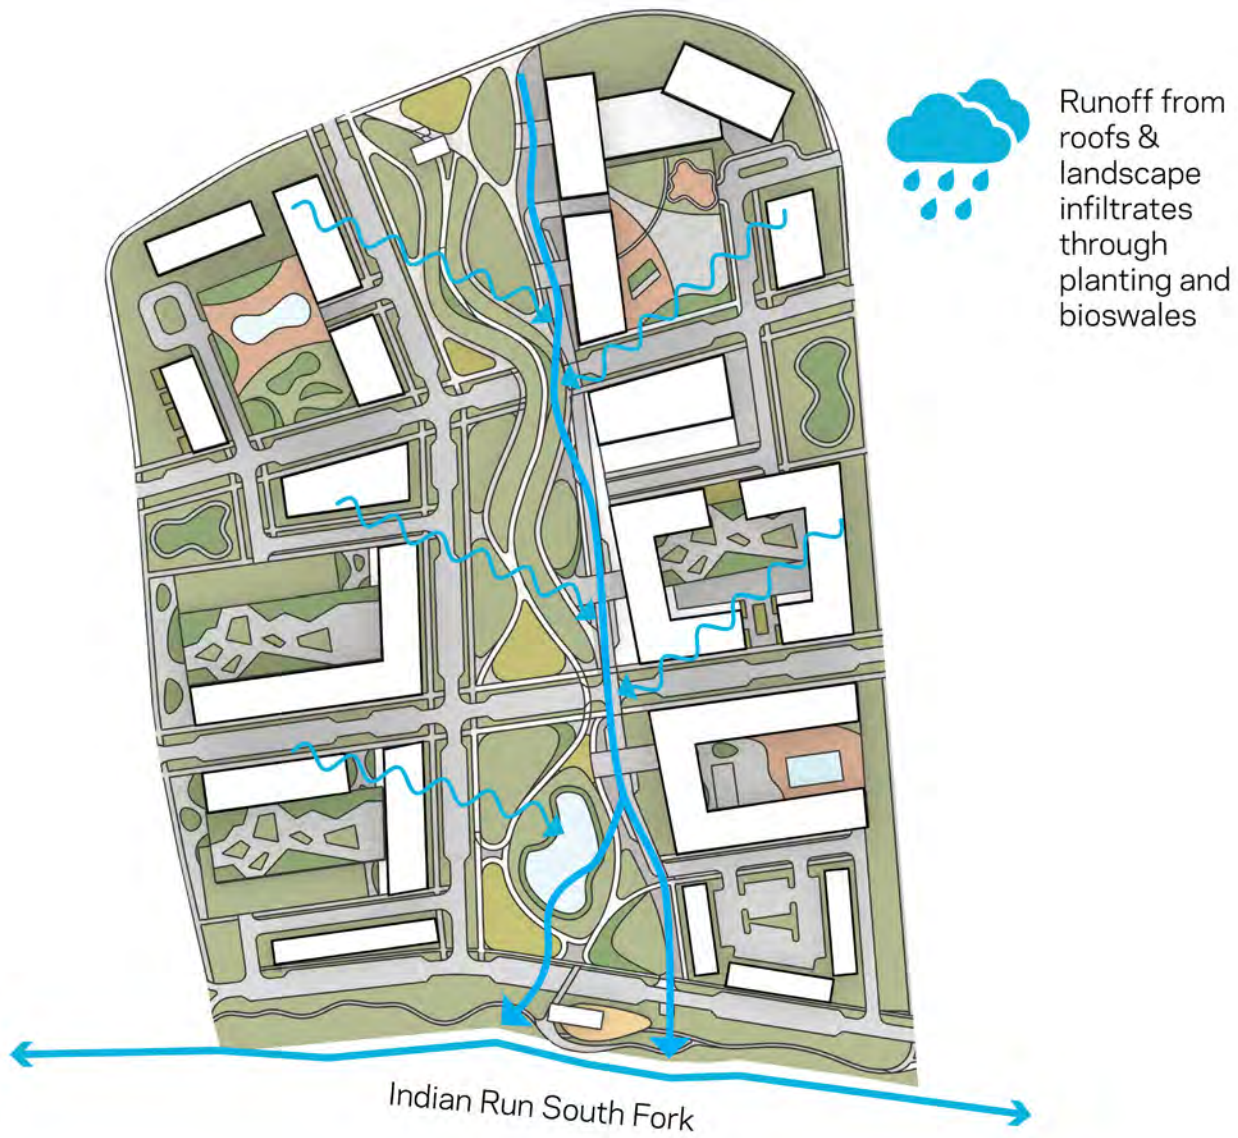 Runoff from
roofs &
landscape
infiltrates
through
planting and
bioswales
Indian Run South Fork